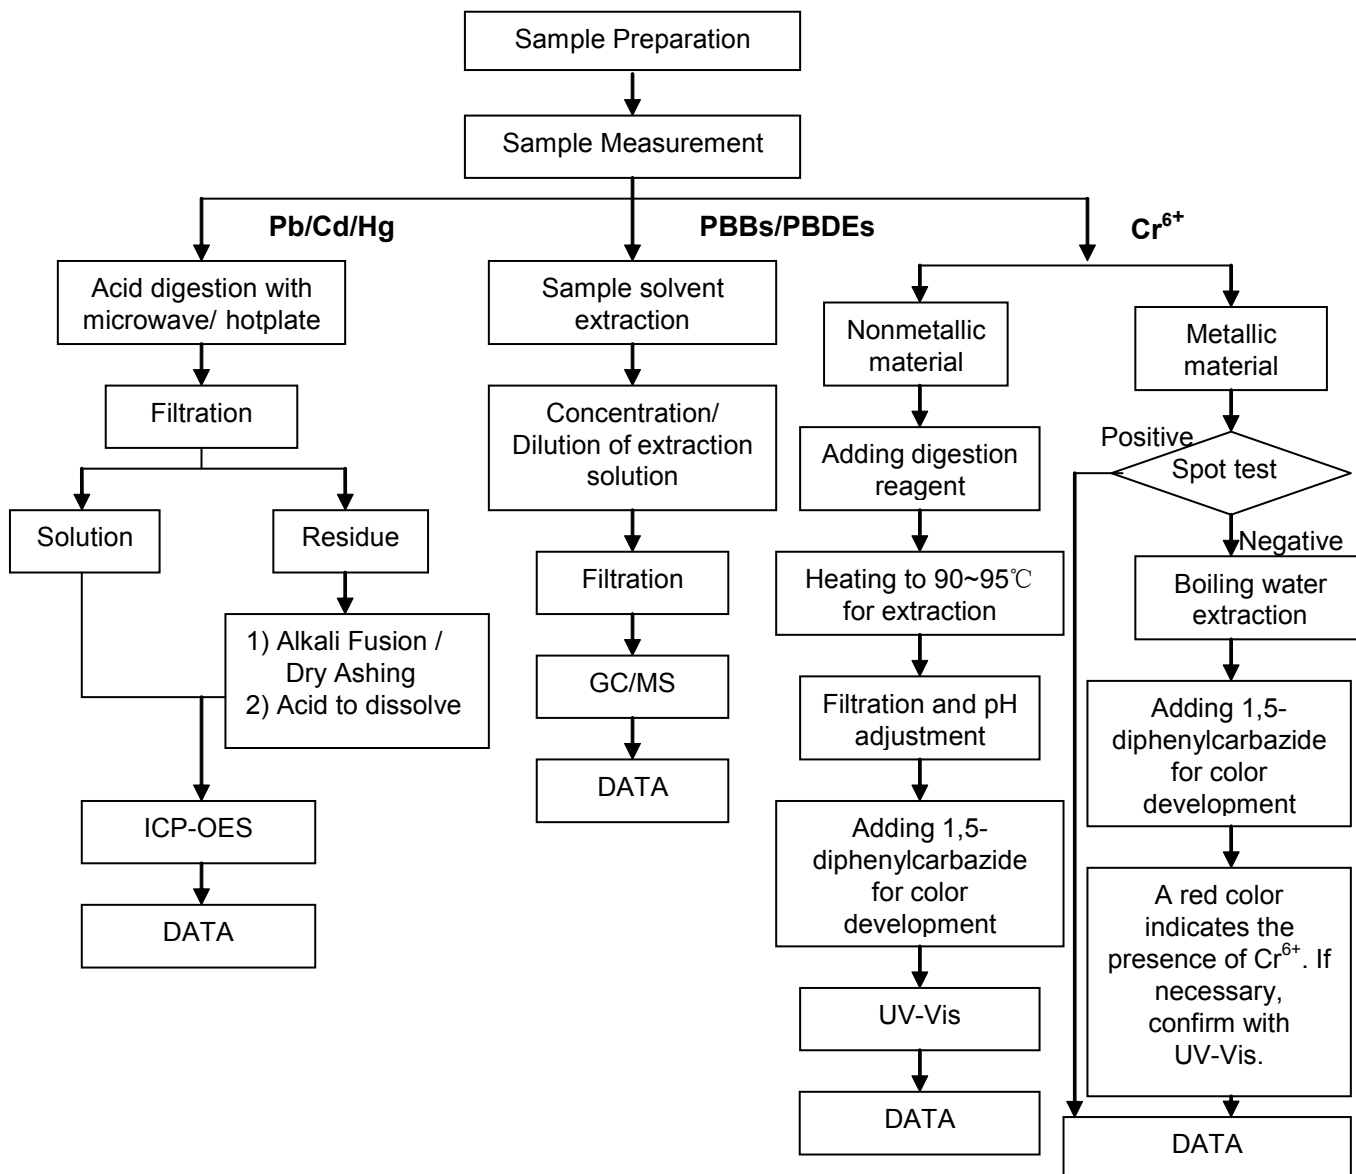 Sample Preparation
Sample Measurement
Pb/Cd/Hg
PBBs/PBDEs
Cr⁶⁺
Acid digestion with
microwave/ hotplate
Filtration
Solution
Residue
1) Alkali Fusion /
Dry Ashing
2) Acid to dissolve
ICP-OES
DATA
Sample solvent
extraction
Concentration/
Dilution of extraction
solution
Filtration
GC/MS
DATA
Nonmetallic
material
Adding digestion
reagent
Heating to 90~95℃
for extraction
Filtration and pH
adjustment
Adding 1,5-
diphenylcarbazide
for color
development
UV-Vis
DATA
Metallic
material
Positive
Spot test
Negative
Boiling water
extraction
Adding 1,5-
diphenylcarbazide
for color
development
A red color
indicates the
presence of Cr⁶⁺. If
necessary,
confirm with
UV-Vis.
DATA